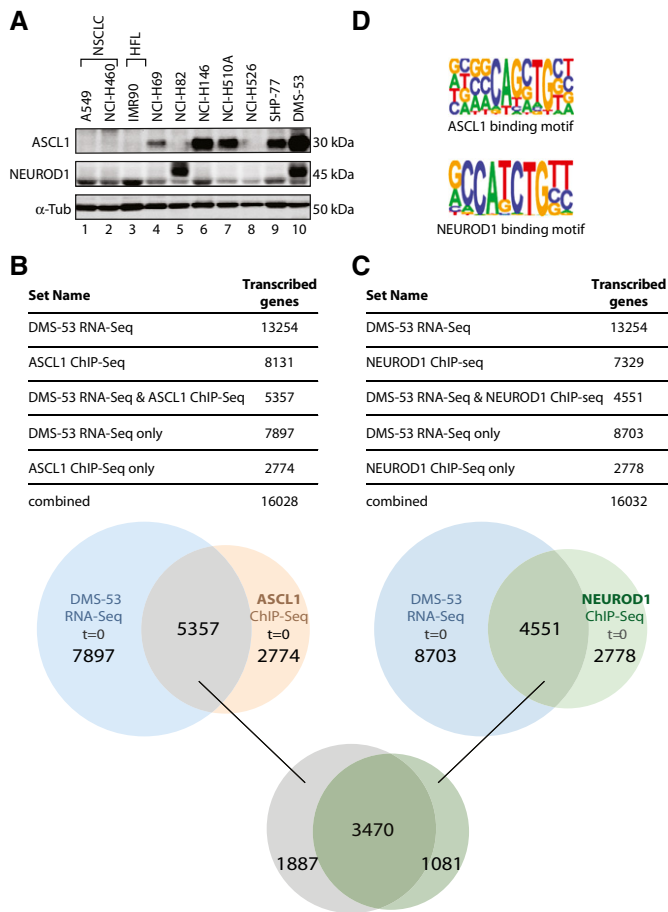 A
NSCLC
HFL
A549
NCI-H460
IMR90
NCI-H69
NCI-H82
NCI-H146
NCI-H510A
NCI-H526
SHP-77
DMS-53
ASCL1
30 kDa
NEUROD1
45 kDa
α-Tub
50 kDa
1 2 3 4 5 6 7 8 9 10
D
ASCL1 binding motif
NEUROD1 binding motif
B
Set Name Transcribed
genes
DMS-53 RNA-Seq 13254
ASCL1 ChIP-Seq 8131
DMS-53 RNA-Seq & ASCL1 ChIP-Seq 5357
DMS-53 RNA-Seq only 7897
ASCL1 ChIP-Seq only 2774
combined 16028
DMS-53
RNA-Seq
t=0
7897
5357
ASCL1
ChIP-Seq
t=0
2774
C
Set Name Transcribed
genes
DMS-53 RNA-Seq 13254
NEUROD1 ChIP-seq 7329
DMS-53 RNA-Seq & NEUROD1 ChIP-seq 4551
DMS-53 RNA-Seq only 8703
NEUROD1 ChIP-Seq only 2778
combined 16032
DMS-53
RNA-Seq
t=0
8703
4551
NEUROD1
ChIP-Seq
t=0
2778
1887
3470
1081